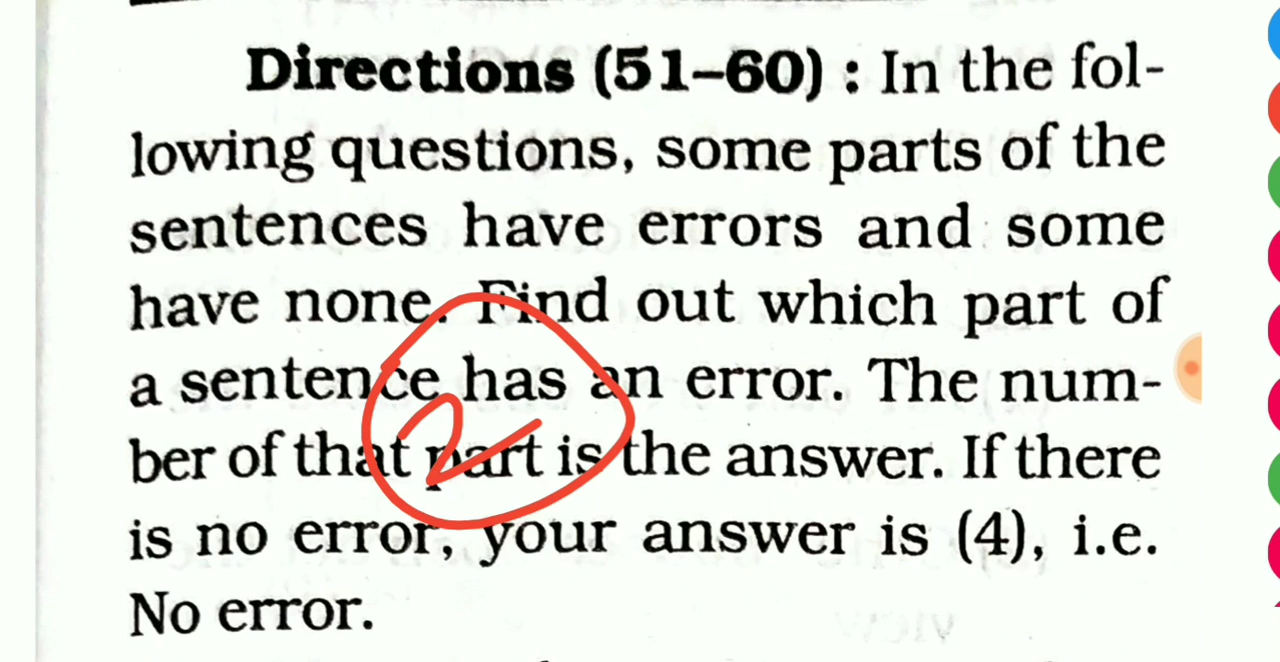 Directions (51–60) : In the fol-
lowing questions, some parts of the
sentences have errors and some
have none. Find out which part of
a sentence has an error. The num-
ber of that part is the answer. If there
is no error, your answer is (4), i.e.
No error.
2